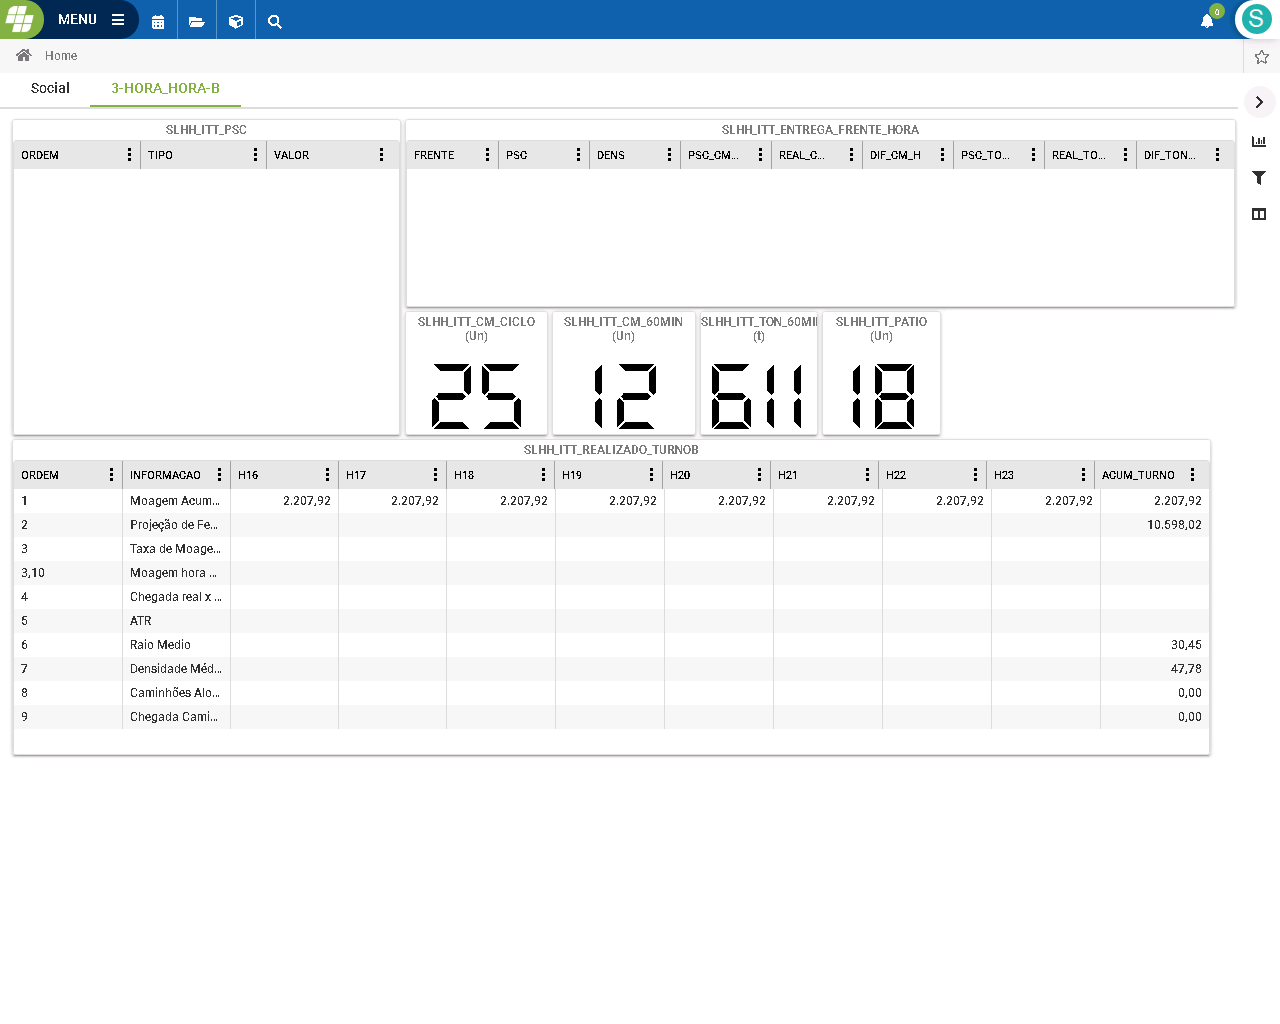 MENU
0
S
Home
Social 3-HORA_HORA-B
SLHH_ITT_PSC
ORDEM TIPO VALOR
SLHH_ITT_ENTREGA_FRENTE_HORA
FRENTE PSC DENS PSC_CM... REAL_C... DIF_CM_H PSC_TO... REAL_TO... DIF_TON...
SLHH_ITT_CM_CICLO
(Un)
25
SLHH_ITT_CM_60MIN
(Un)
12
SLHH_ITT_TON_60MI
(t)
611
SLHH_ITT_PATIO
(Un)
18
SLHH_ITT_REALIZADO_TURNOB
ORDEM INFORMACAO H16 H17 H18 H19 H20 H21 H22 H23 ACUM_TURNO
1 Moagem Acum... 2.207,92 2.207,92 2.207,92 2.207,92 2.207,92 2.207,92 2.207,92 2.207,92 2.207,92
2 Projeção de Fe... 10.598,02
3 Taxa de Moage...
3,10 Moagem hora ...
4 Chegada real x ...
5 ATR
6 Raio Medio 30,45
7 Densidade Méd... 47,78
8 Caminhões Alo... 0,00
9 Chegada Cami... 0,00